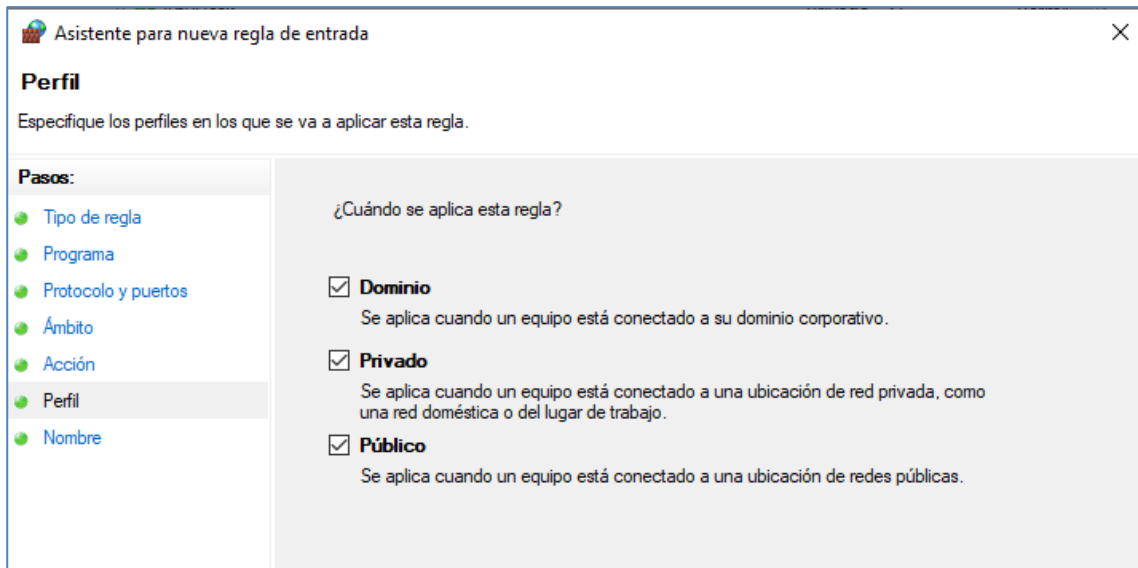 Asistente para nueva regla de entrada
Perfil
Especifique los perfiles en los que se va a aplicar esta regla.
Pasos:
Tipo de regla
Programa
Protocolo y puertos
Ámbito
Acción
Perfil
Nombre
¿Cuándo se aplica esta regla?
Dominio
Se aplica cuando un equipo está conectado a su dominio corporativo.
Privado
Se aplica cuando un equipo está conectado a una ubicación de red privada, como
una red doméstica o del lugar de trabajo.
Público
Se aplica cuando un equipo está conectado a una ubicación de redes públicas.